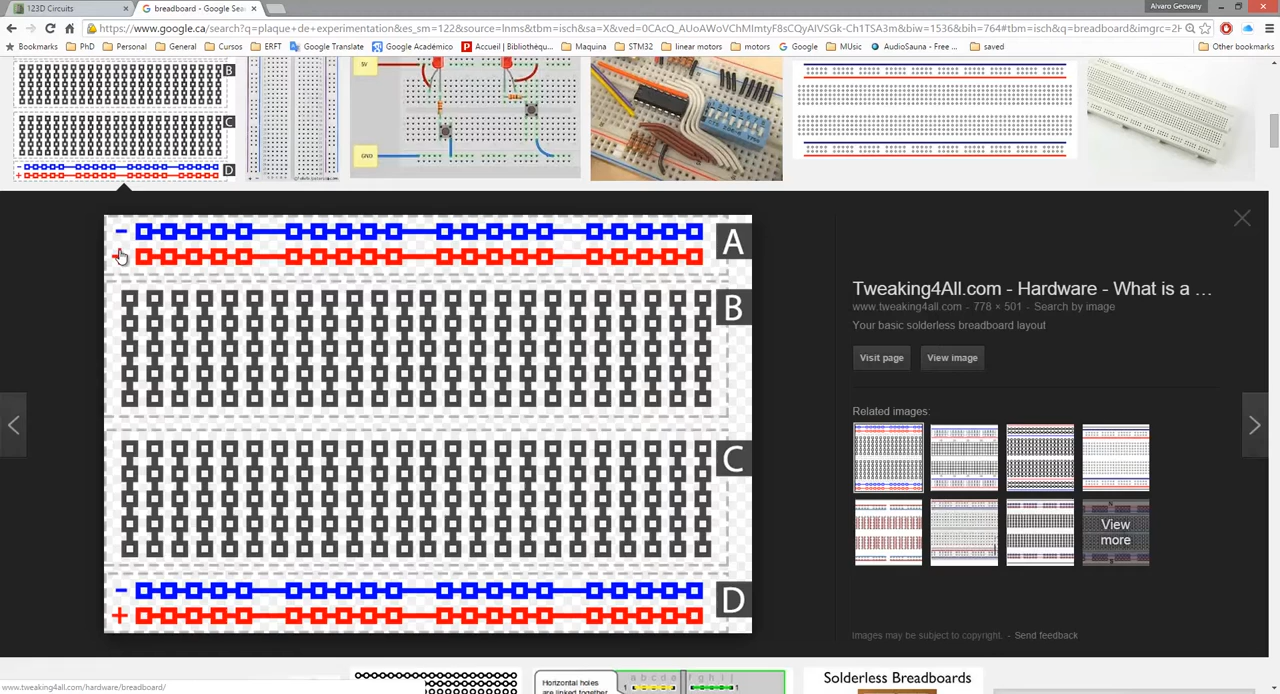 123D Circuits
breadboard - Google Sea
Alvaro Geovany
https://www.google.ca/search?q=plaque+de+experimentation&es_sm=122&source=lnms&tbm=isch&sa=X&ved=0CAcQ_AUoAWoVChMImtyF8sCQyAIVSGk-Ch1TSA3m&biw=1536&bih=764#tbm=isch&q=breadboard&imgrc=2H
Bookmarks PhD Personal General Cursos ERPT Google Translate Google Académico Accueil | Bibliothèqu... Maquina STM32 linear motors motors Google MUsic AudioSauna - Free ... saved Other bookmarks
B
C
D
5V
GND
A
B
C
D
Tweaking4All.com - Hardware - What is a ...
www.tweaking4all.com - 778 × 501 - Search by image
Your basic solderless breadboard layout
Visit page
View image
Related images:
View
more
Images may be subject to copyright. - Send feedback
www.tweaking4all.com/hardware/breadboard/
Horizontal holes
are linked together
a b c d e
f g h i j
1
1
Solderless Breadboards